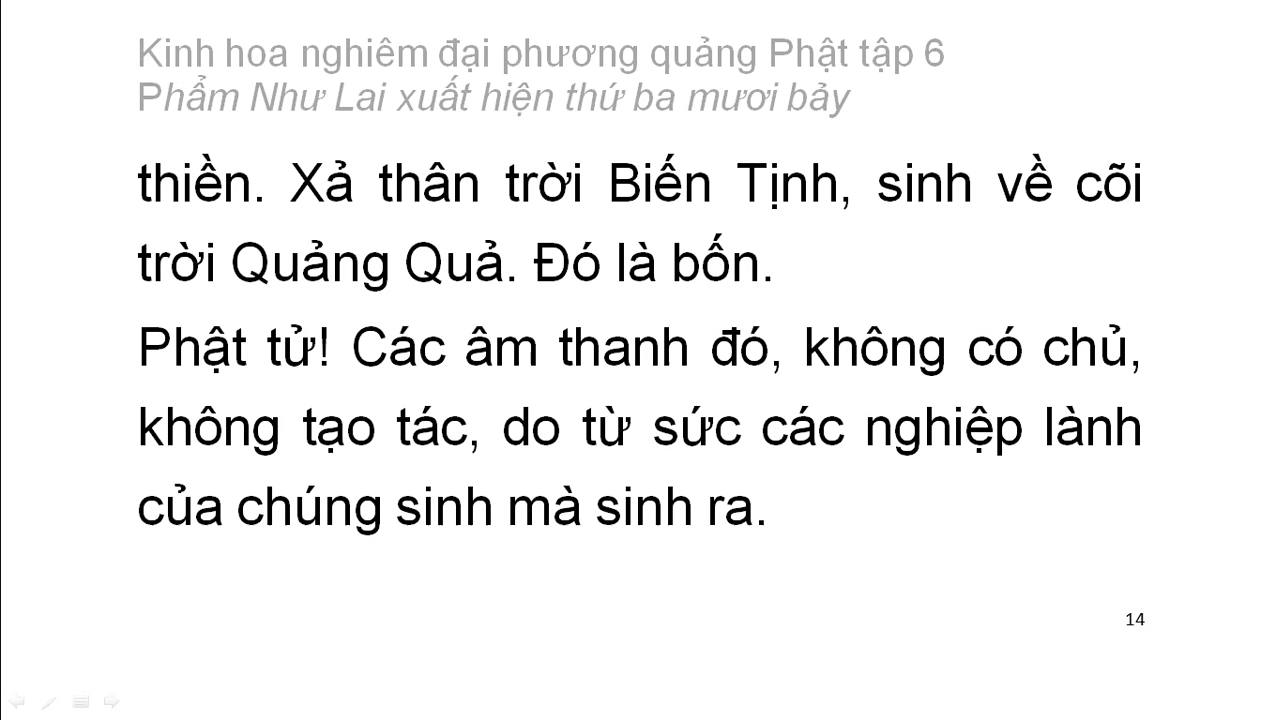 Kinh hoa nghiêm đại phương quảng Phật tập 6
Phẩm Như Lai xuất hiện thứ ba mươi bảy
thiền. Xả thân trời Biến Tịnh, sinh về cõi
trời Quảng Quả. Đó là bốn.
Phật tử! Các âm thanh đó, không có chủ,
không tạo tác, do từ sức các nghiệp lành
của chúng sinh mà sinh ra.
14